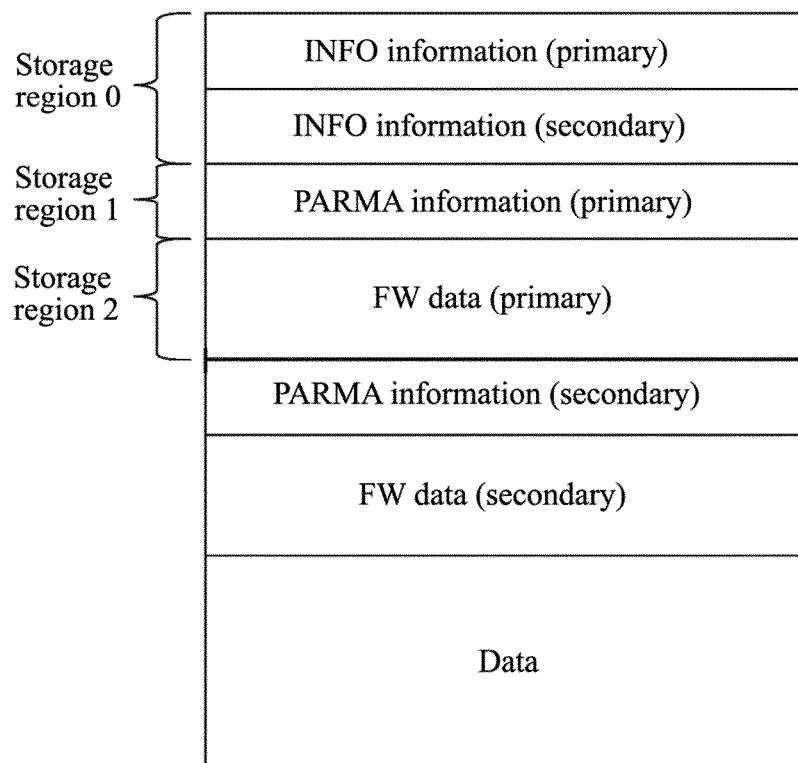 INFO information (primary)
Storage
region 0
INFO information (secondary)
Storage
region 1
PARMA information (primary)
Storage
region 2
FW data (primary)
PARMA information (secondary)
FW data (secondary)
Data